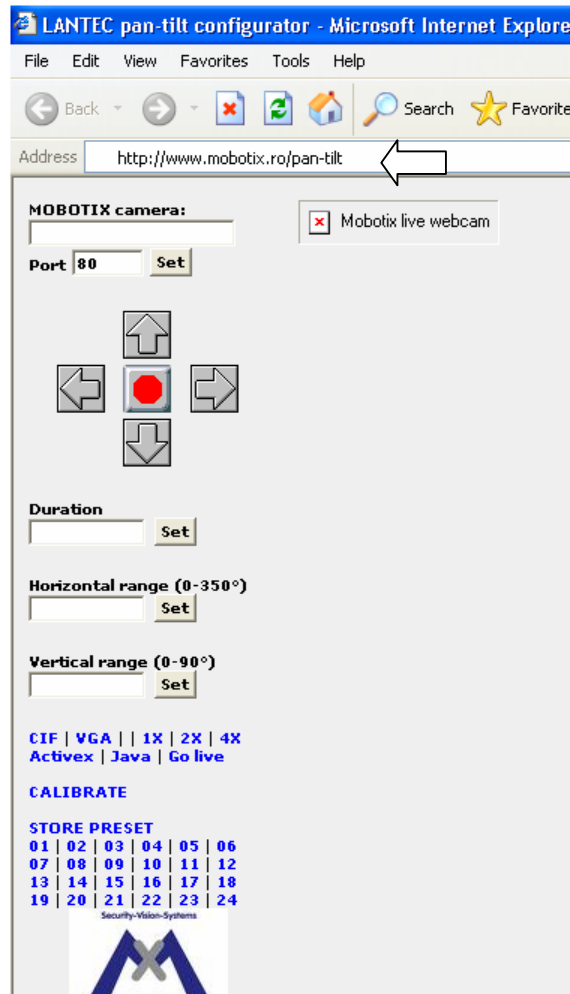 LANTEC pan-tilt configurator - Microsoft Internet Explore
File Edit View Favorites Tools Help
Back Search Favorite
Address http://www.mobotix.ro/pan-tilt
MOBOTIX camera:
Mobotix live webcam
Port 80 Set
Duration
Set
Horizontal range (0-350°)
Set
Vertical range (0-90°)
Set
CIF | VGA | | 1X | 2X | 4X
Activex | Java | Go live
CALIBRATE
STORE PRESET
01 | 02 | 03 | 04 | 05 | 06
07 | 08 | 09 | 10 | 11 | 12
13 | 14 | 15 | 16 | 17 | 18
19 | 20 | 21 | 22 | 23 | 24
Security-Vision-Systems